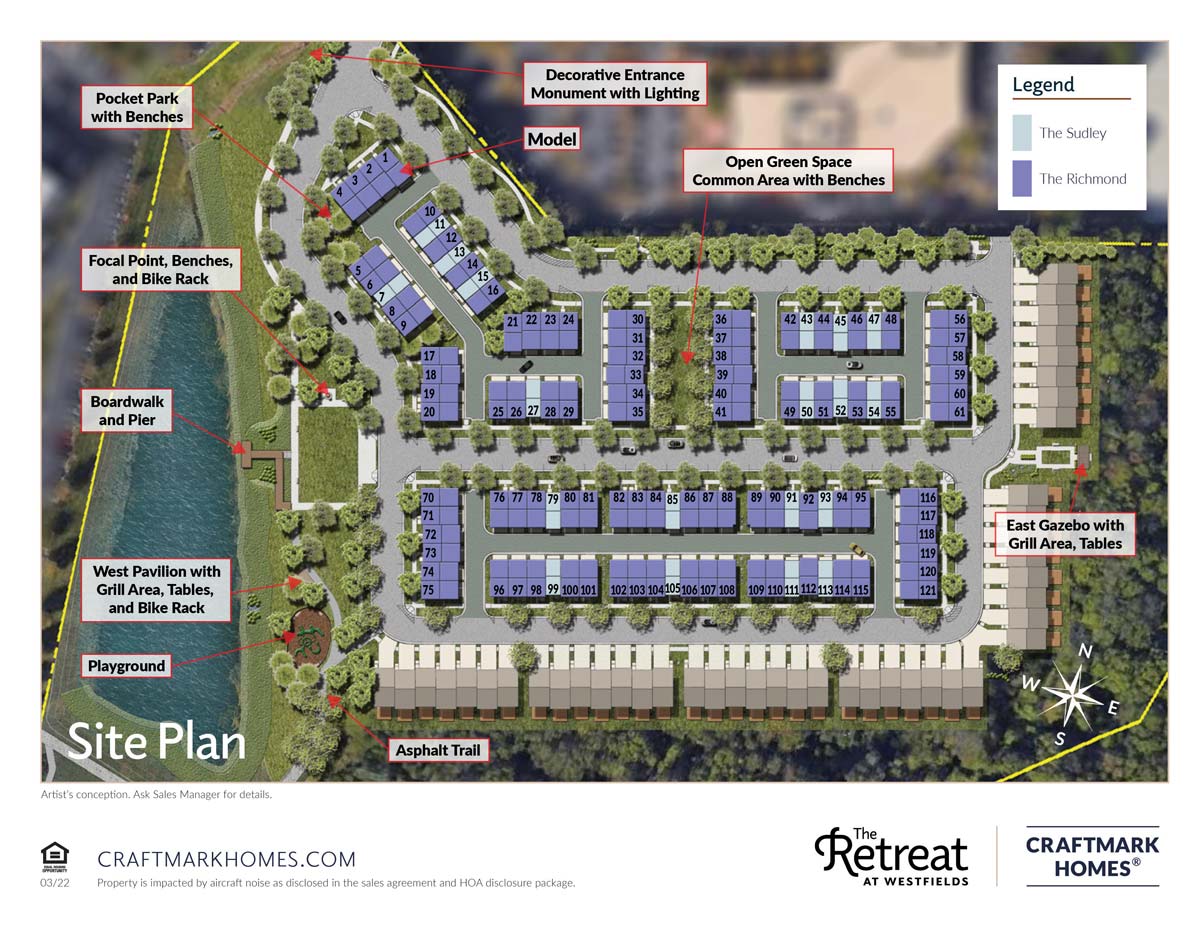 Decorative Entrance
Monument with Lighting
Pocket Park
with Benches
Model
Open Green Space
Common Area with Benches
Legend
The Sudley
The Richmond
Focal Point, Benches,
and Bike Rack
Boardwalk
and Pier
West Pavilion with
Grill Area, Tables,
and Bike Rack
Playground
Asphalt Trail
East Gazebo with
Grill Area, Tables
1
2
3
4
5
6
7
8
9
10
11
12
13
14
15
16
17
18
19
20
21 22 23 24
25 26 27 28 29
30
31
32
33
34
35
36
37
38
39
40
41
42 43 44 45 46 47 48
49 50 51 52 53 54 55
56
57
58
59
60
61
70
71
72
73
74
75
76 77 78 79 80 81
82 83 84 85 86 87 88
89 90 91 92 93 94 95
96 97 98 99 100 101
102 103 104 105 106 107 108
109 110 111 112 113 114 115
116
117
118
119
120
121
N
W
E
S
Site Plan
Artist's conception. Ask Sales Manager for details.
EQUAL HOUSING
OPPORTUNITY
03/22
CRAFTMARKHOMES.COM
Property is impacted by aircraft noise as disclosed in the sales agreement and HOA disclosure package.
The
Retreat
AT WESTFIELDS
CRAFTMARK
HOMES®